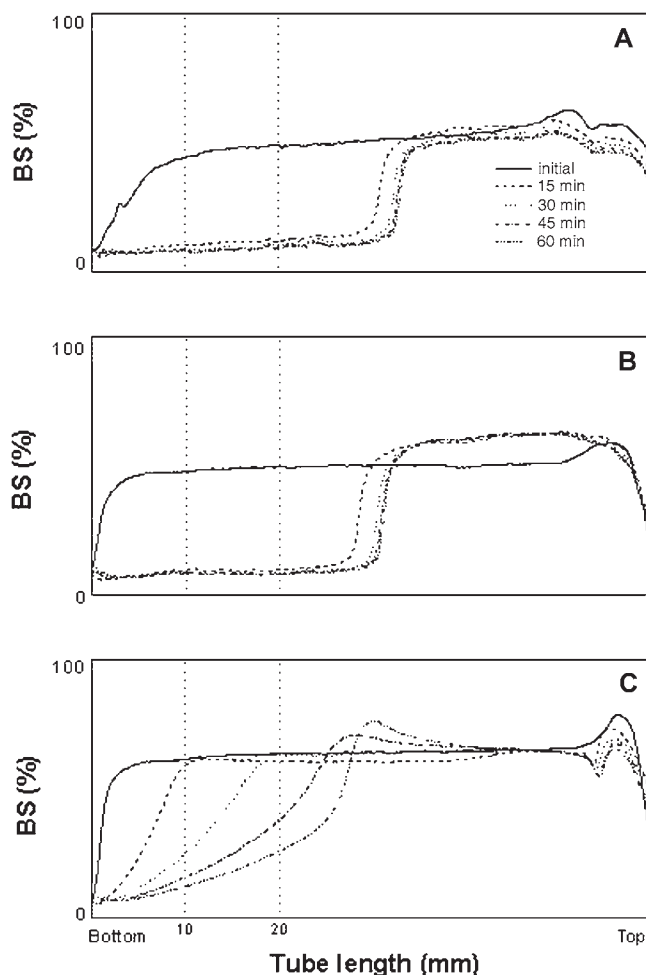 100
A
BS (%)
initial
15 min
30 min
45 min
60 min
0
100
B
BS (%)
0
100
C
BS (%)
0
Bottom 10 20 Top
Tube length (mm)